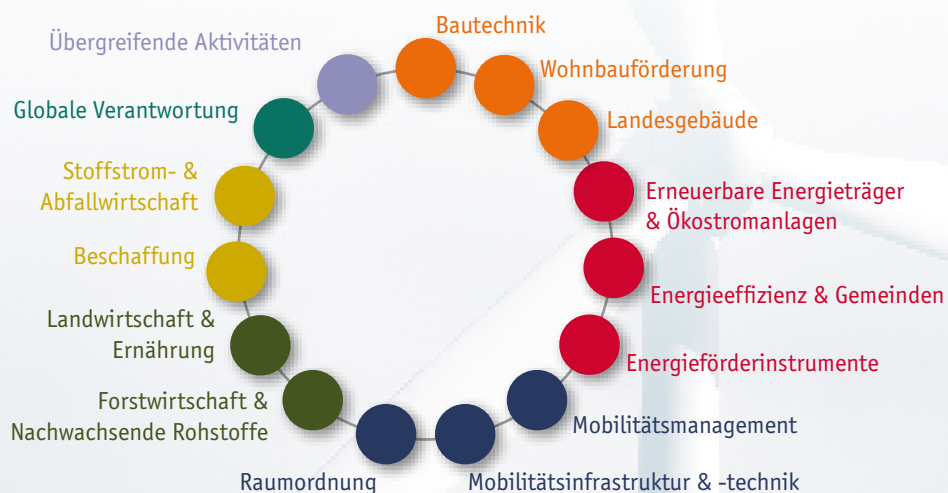 Bautechnik
Wohnbauförderung
Landesgebäude
Erneuerbare Energieträger
& Ökostromanlagen
Energieeffizienz & Gemeinden
Energieförderinstrumente
Mobilitätsmanagement
Mobilitätsinfrastruktur & -technik
Raumordnung
Forstwirtschaft &
Nachwachsende Rohstoffe
Landwirtschaft &
Ernährung
Beschaffung
Stoffstrom- &
Abfallwirtschaft
Globale Verantwortung
Übergreifende Aktivitäten